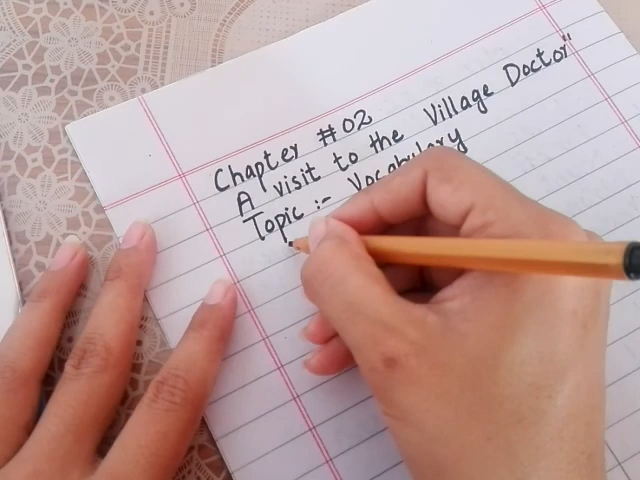 Chapter #02
A visit to the Village Doctor"
Topic :- Vocabulary